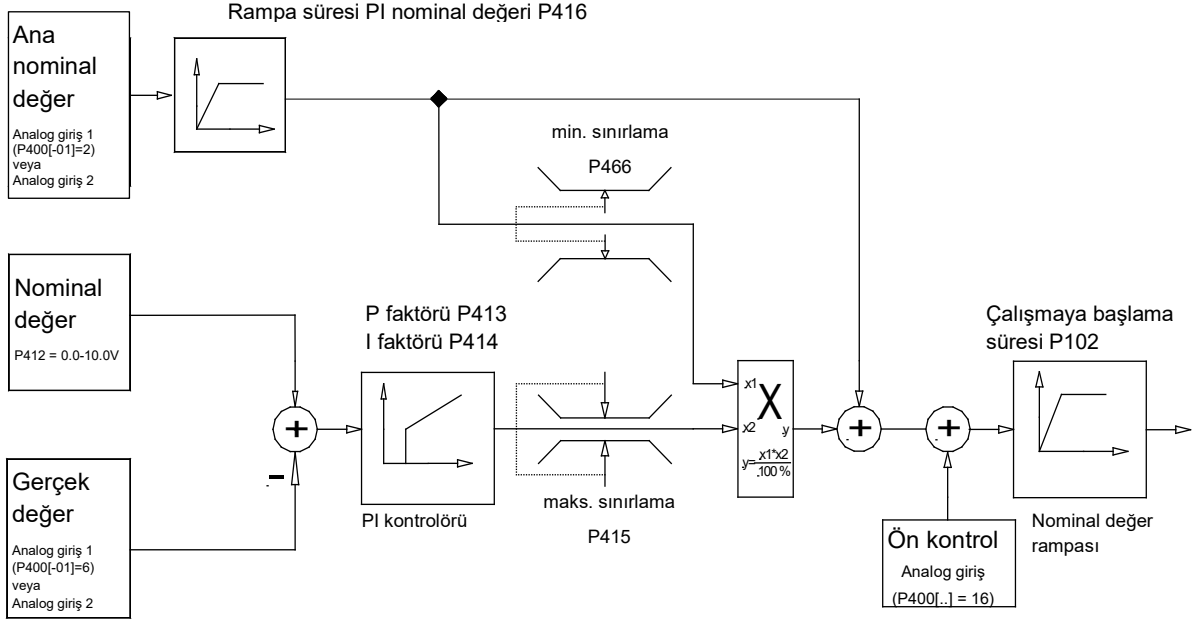 Rampa süresi PI nominal değeri P416
Ana
nominal
değer
Analog giriş 1
(P400[-01]=2)
veya
Analog giriş 2
min. sınırlama
P466
Nominal
değer
P412 = 0.0-10.0V
P faktörü P413
I faktörü P414
Çalışmaya başlama
süresi P102
x1
X
x2
y
y=x1*x2
100 %
+
+
+
-
Gerçek
değer
Analog giriş 1
(P400[-01]=6)
veya
Analog giriş 2
PI kontrolörü
maks. sınırlama
P415
Ön kontrol
Analog giriş
(P400[..] = 16)
Nominal değer
rampası